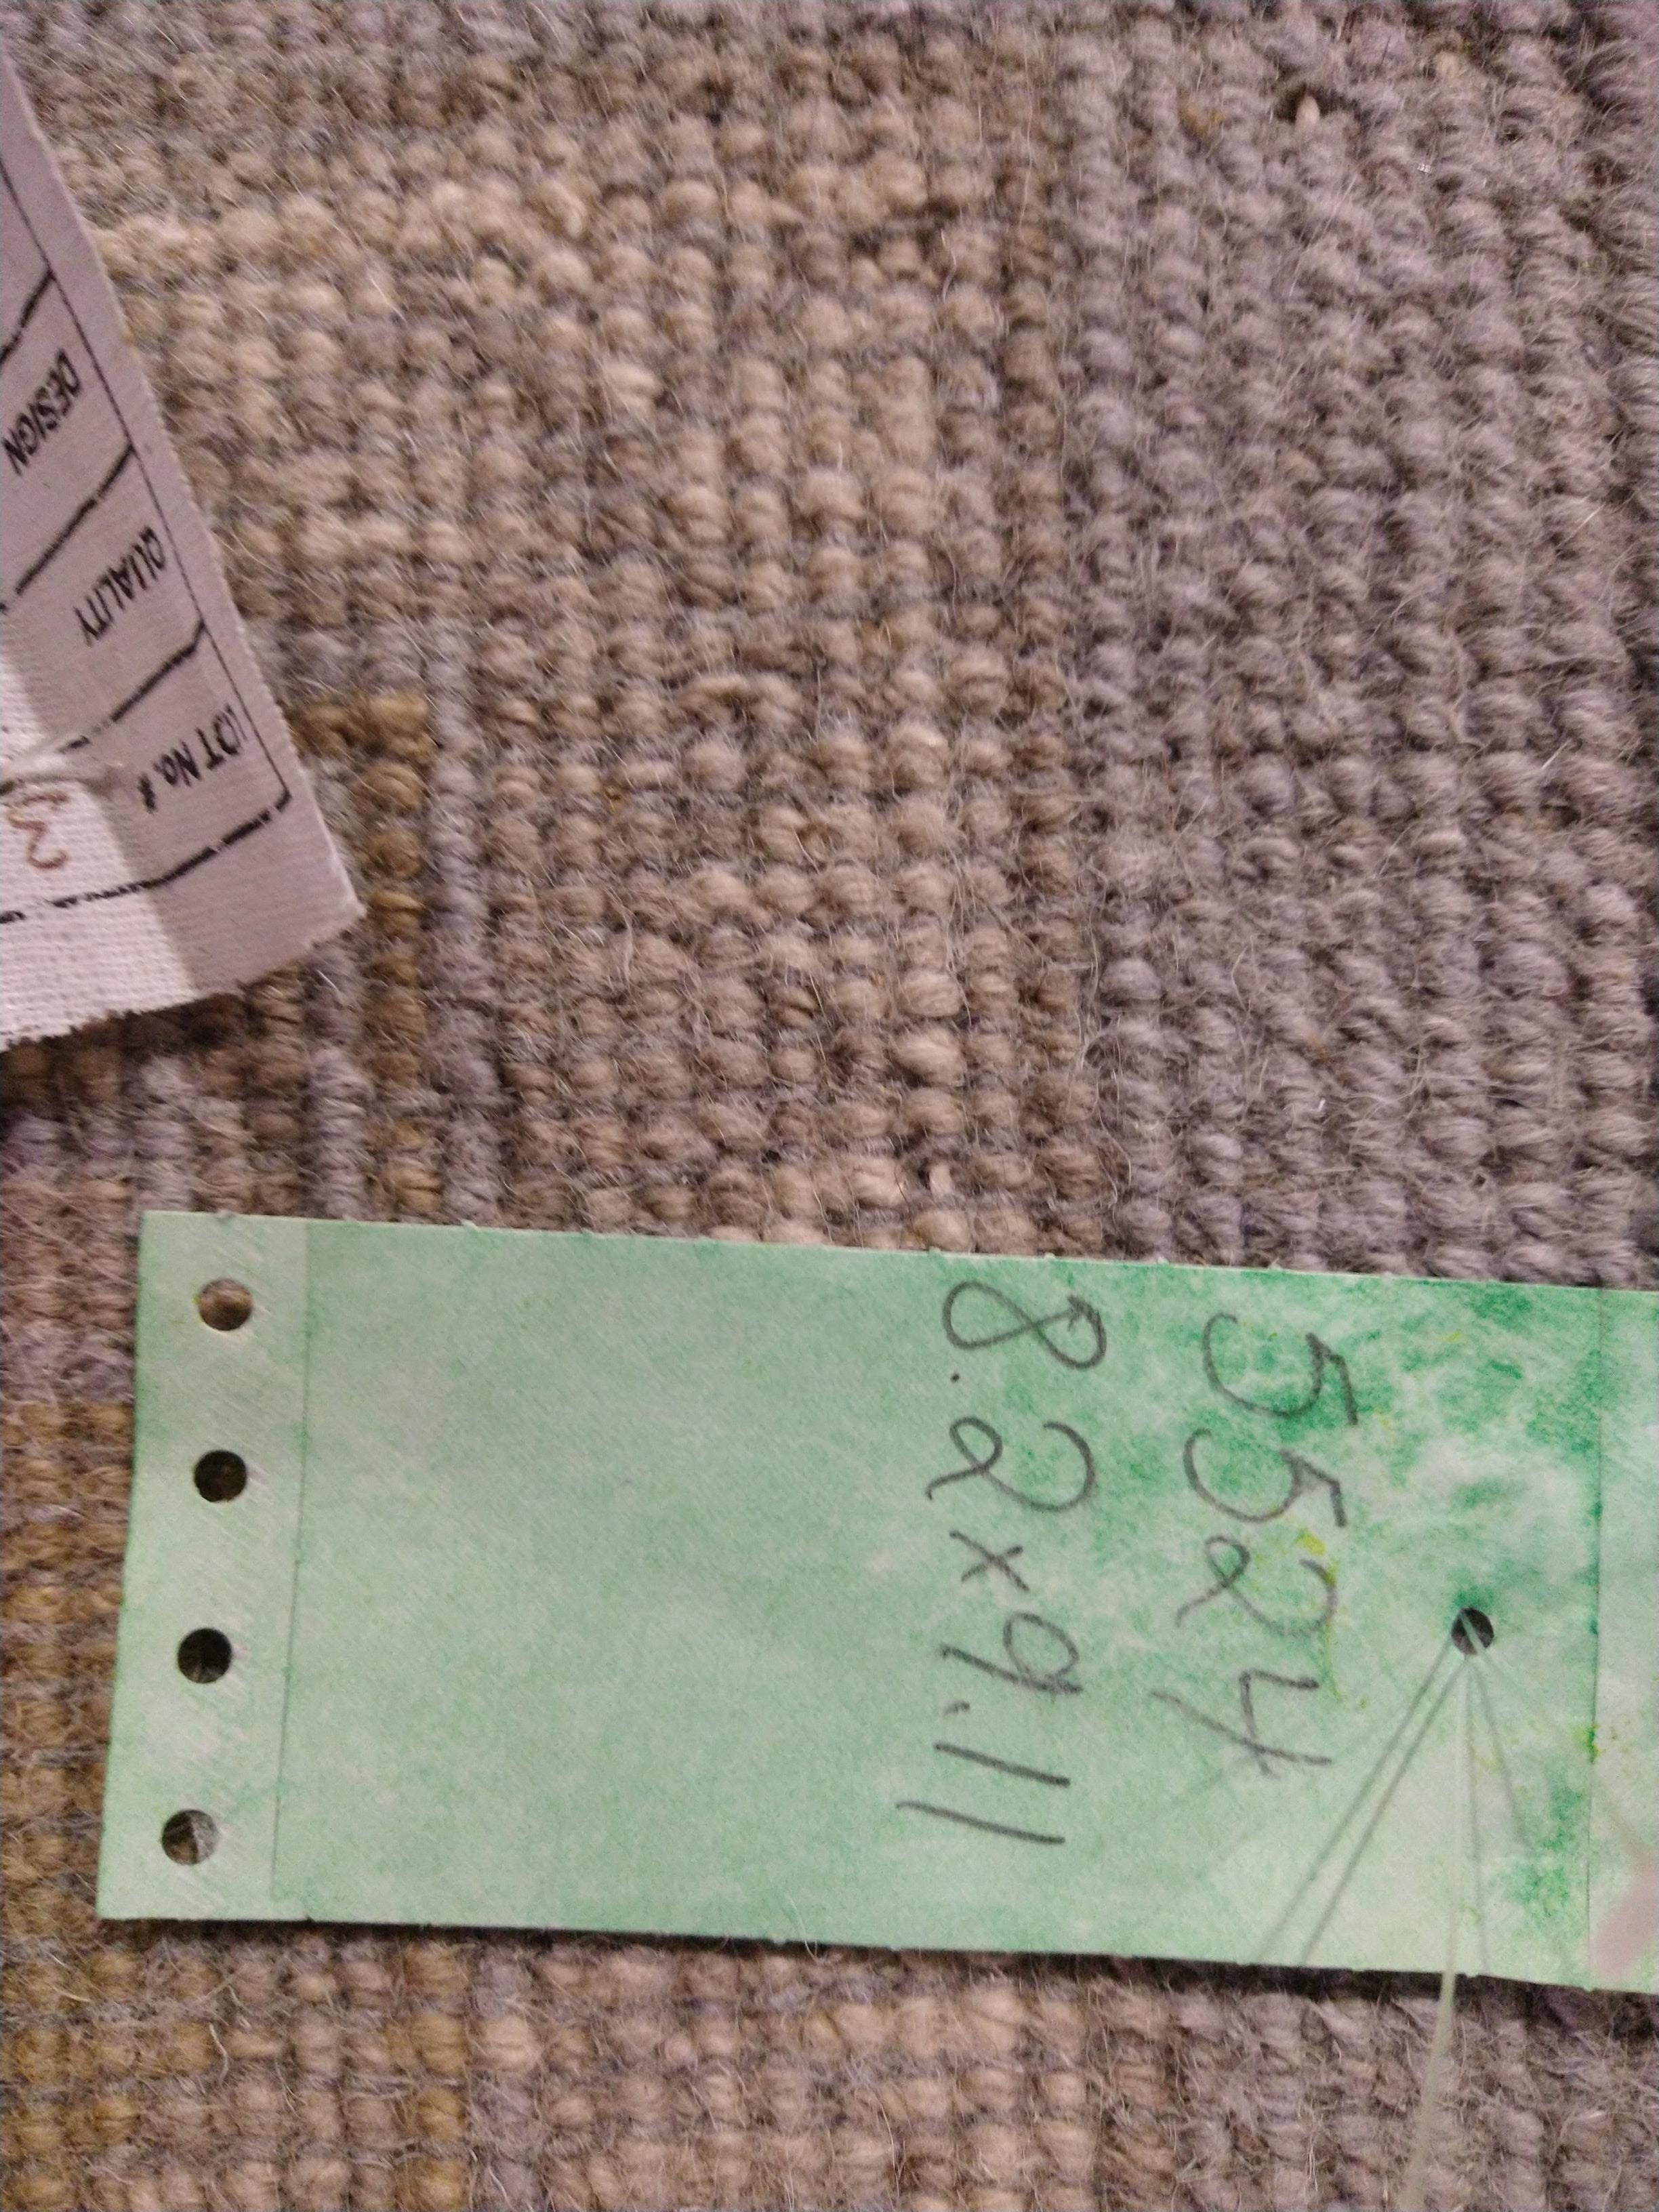 5524
8.2x9.11
DESIGN
QUALITY
LOT No. #